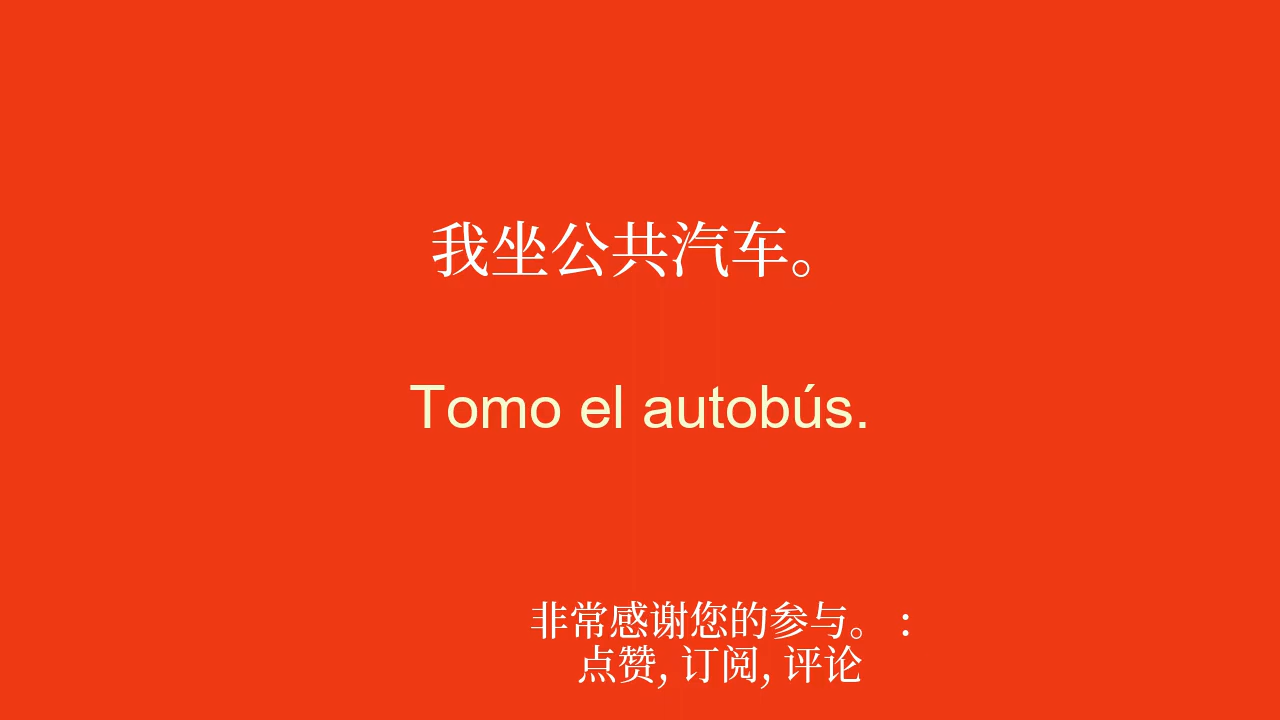 我坐公共汽车。
Tomo el autobús.
非常感谢您的参与。 :
点赞, 订阅, 评论